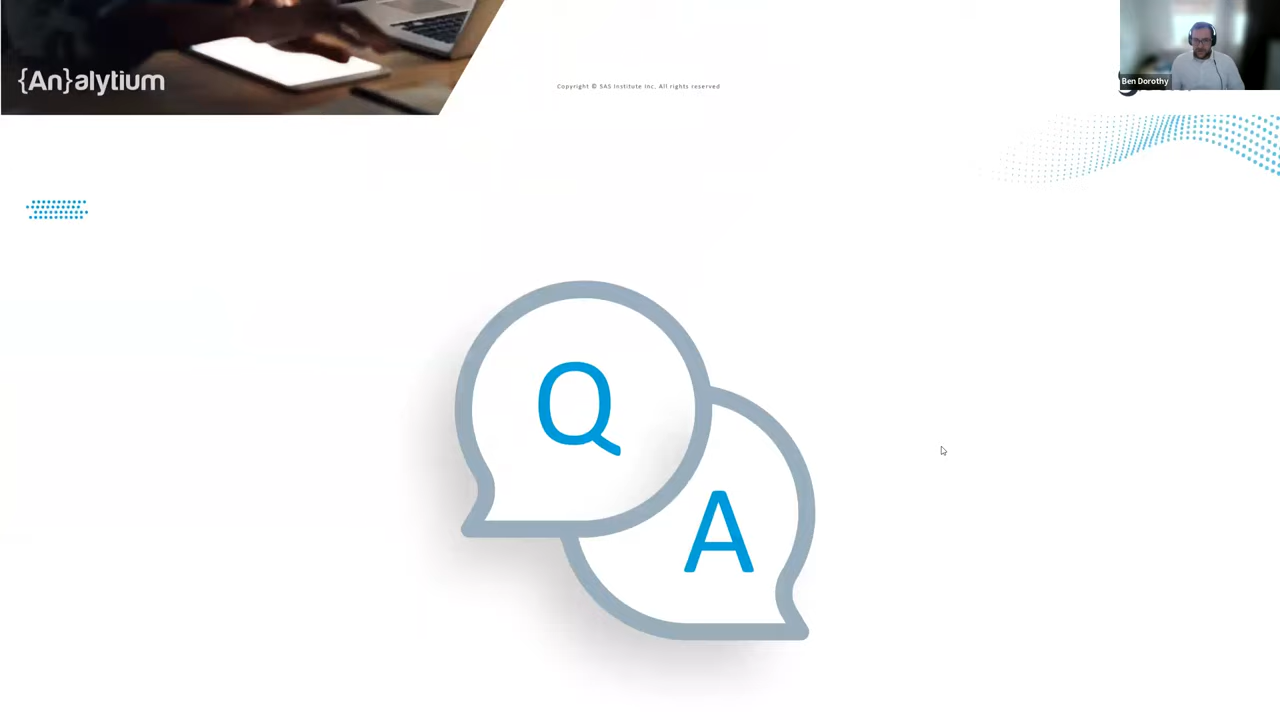 {An}alytium
Copyright © SAS Institute Inc. All rights reserved
Ben Dorothy
Q
A